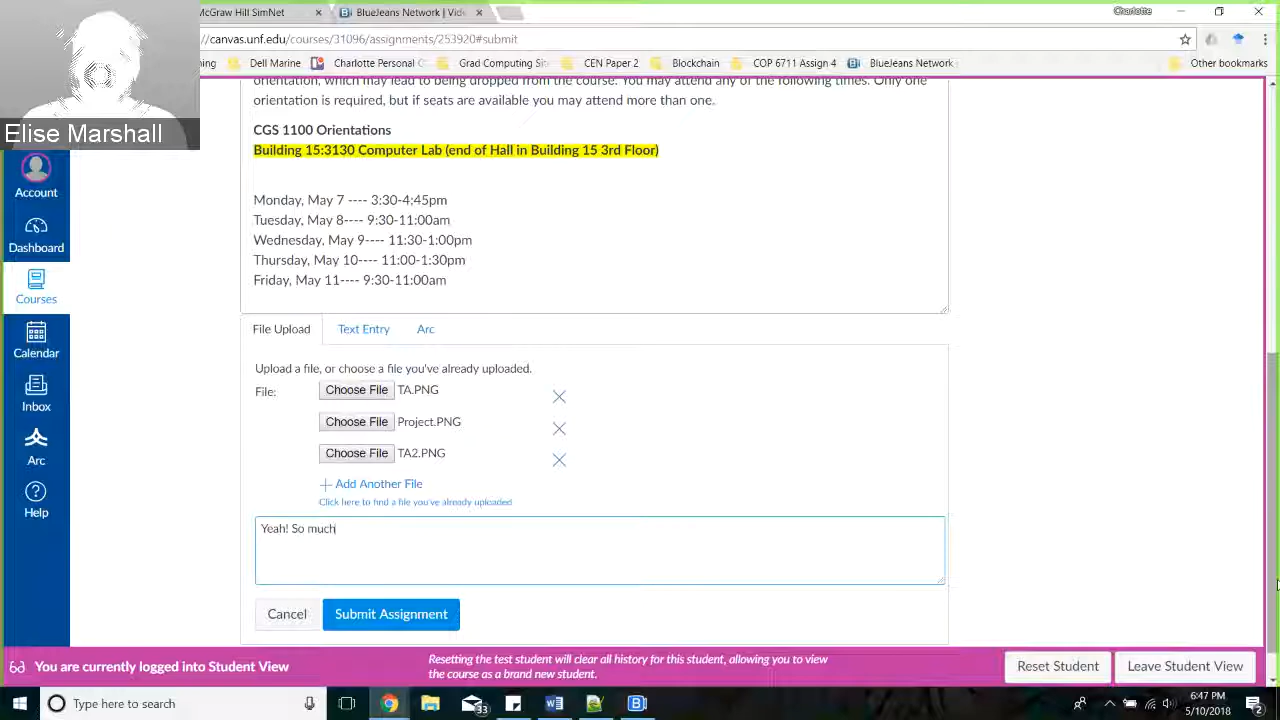 McGraw Hill SimNet
BlueJeans Network | Vide
Charlotte
//canvas.unf.edu/courses/31096/assignments/253920#submit
ning
Dell Marine
Charlotte Personal
Grad Computing Site
CEN Paper 2
Blockchain
COP 6711 Assign 4
BlueJeans Network
Other bookmarks
Elise Marshall
orientation, which may lead to being dropped from the course. You may attend any of the following times. Only one
orientation is required, but if seats are available you may attend more than one.
CGS 1100 Orientations
Building 15:3130 Computer Lab (end of Hall in Building 15 3rd Floor)
Monday, May 7 ---- 3:30-4:45pm
Tuesday, May 8---- 9:30-11:00am
Wednesday, May 9---- 11:30-1:00pm
Thursday, May 10---- 11:00-1:30pm
Friday, May 11---- 9:30-11:00am
Account
Dashboard
Courses
Calendar
Inbox
Arc
Help
File Upload
Text Entry
Arc
Upload a file, or choose a file you've already uploaded.
File:
Choose File TA.PNG
Choose File Project.PNG
Choose File TA2.PNG
Add Another File
Click here to find a file you've already uploaded
Yeah! So much
Cancel
Submit Assignment
You are currently logged into Student View
Resetting the test student will clear all history for this student, allowing you to view
the course as a brand new student.
Reset Student
Leave Student View
Type here to search
33
6:47 PM
5/10/2018
2